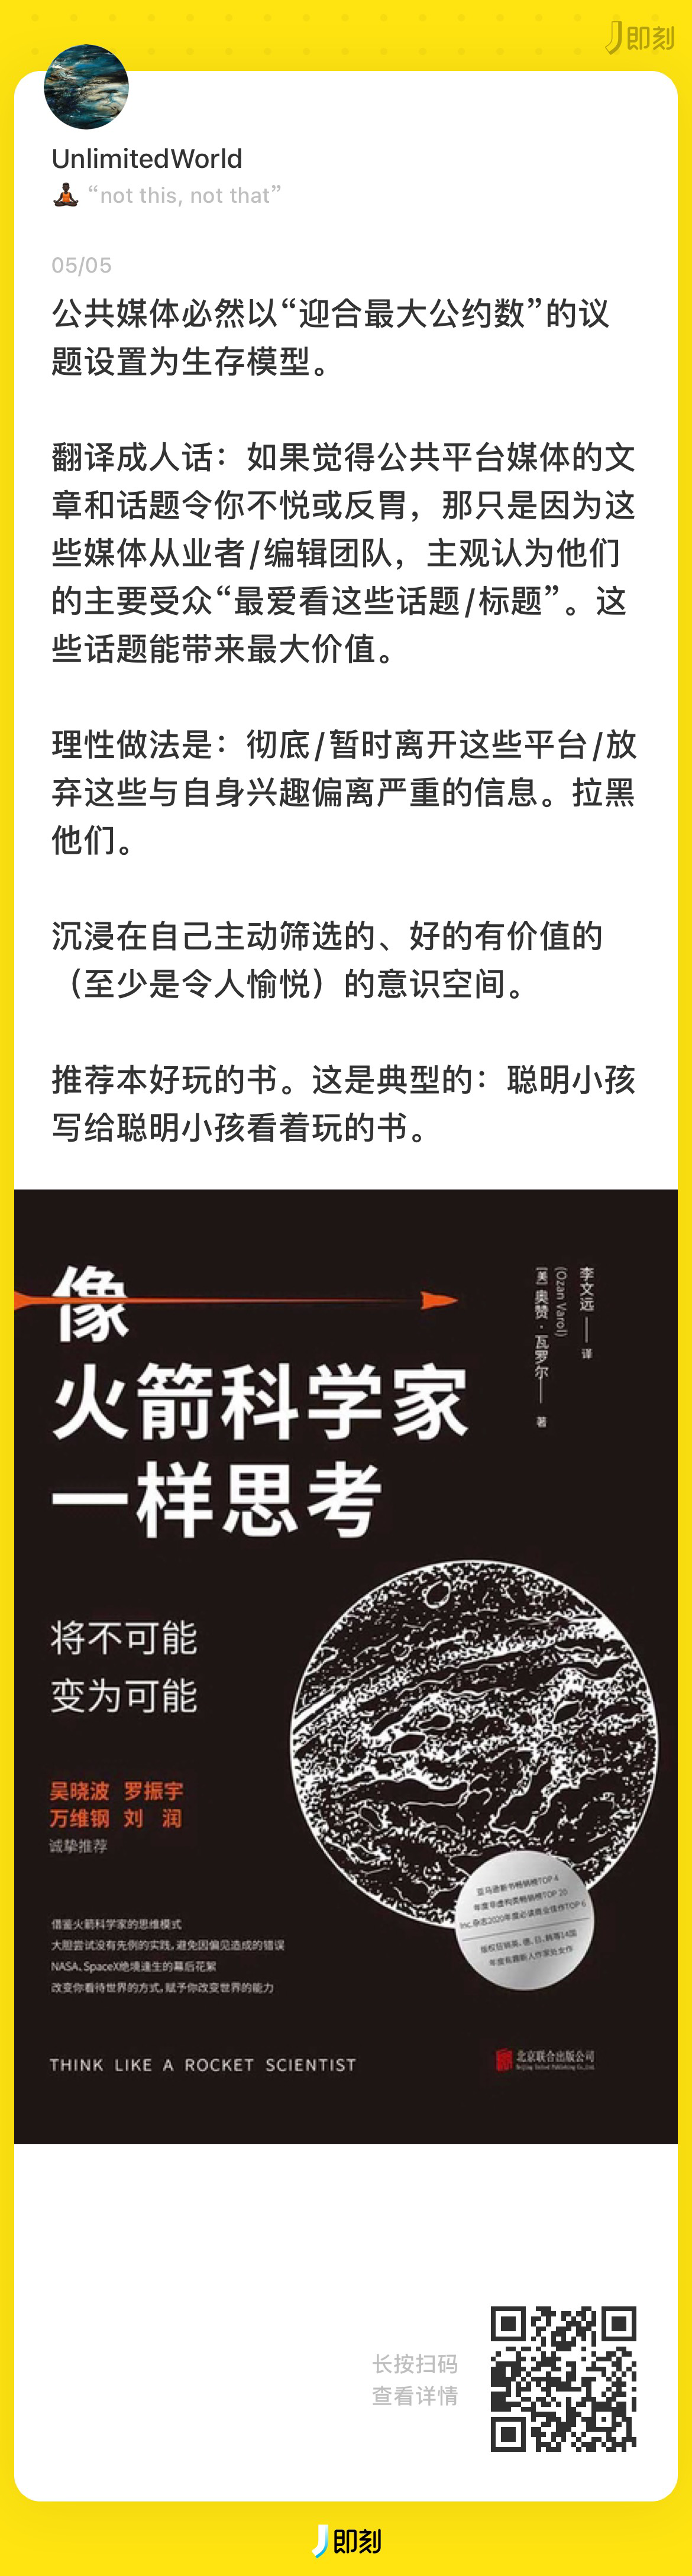 即刻
UnlimitedWorld
🧘🏿 “not this, not that”
05/05
公共媒体必然以“迎合最大公约数”的议
题设置为生存模型。
翻译成人话：如果觉得公共平台媒体的文
章和话题令你不悦或反胃，那只是因为这
些媒体从业者/编辑团队，主观认为他们
的主要受众“最爱看这些话题/标题”。这
些话题能带来最大价值。
理性做法是：彻底/暂时离开这些平台/放
弃这些与自身兴趣偏离严重的信息。拉黑
他们。
沉浸在自己主动筛选的、好的有价值的
（至少是令人愉悦）的意识空间。
推荐本好玩的书。这是典型的：聪明小孩
写给聪明小孩看着玩的书。
像
火箭科学家
一样思考
[美] 奥赞·瓦罗尔——著
(Ozan Varol)
李文远——译
将不可能
变为可能
吴晓波 罗振宇
万维钢 刘 润
诚挚推荐
亚马逊新书畅销榜TOP 4
年度非虚构类畅销榜TOP 20
Inc.杂志2020年度必读商业佳作TOP 6
版权狂销英、德、日、韩等14国
年度有趣新人作家处女作
借鉴火箭科学家的思维模式
大胆尝试没有先例的实践，避免因偏见造成的错误
NASA、SpaceX绝境逢生的幕后花絮
改变你看待世界的方式，赋予你改变世界的能力
THINK LIKE A ROCKET SCIENTIST
北京联合出版公司
Beijing United Publishing Co.,Ltd.
长按扫码
查看详情
即刻